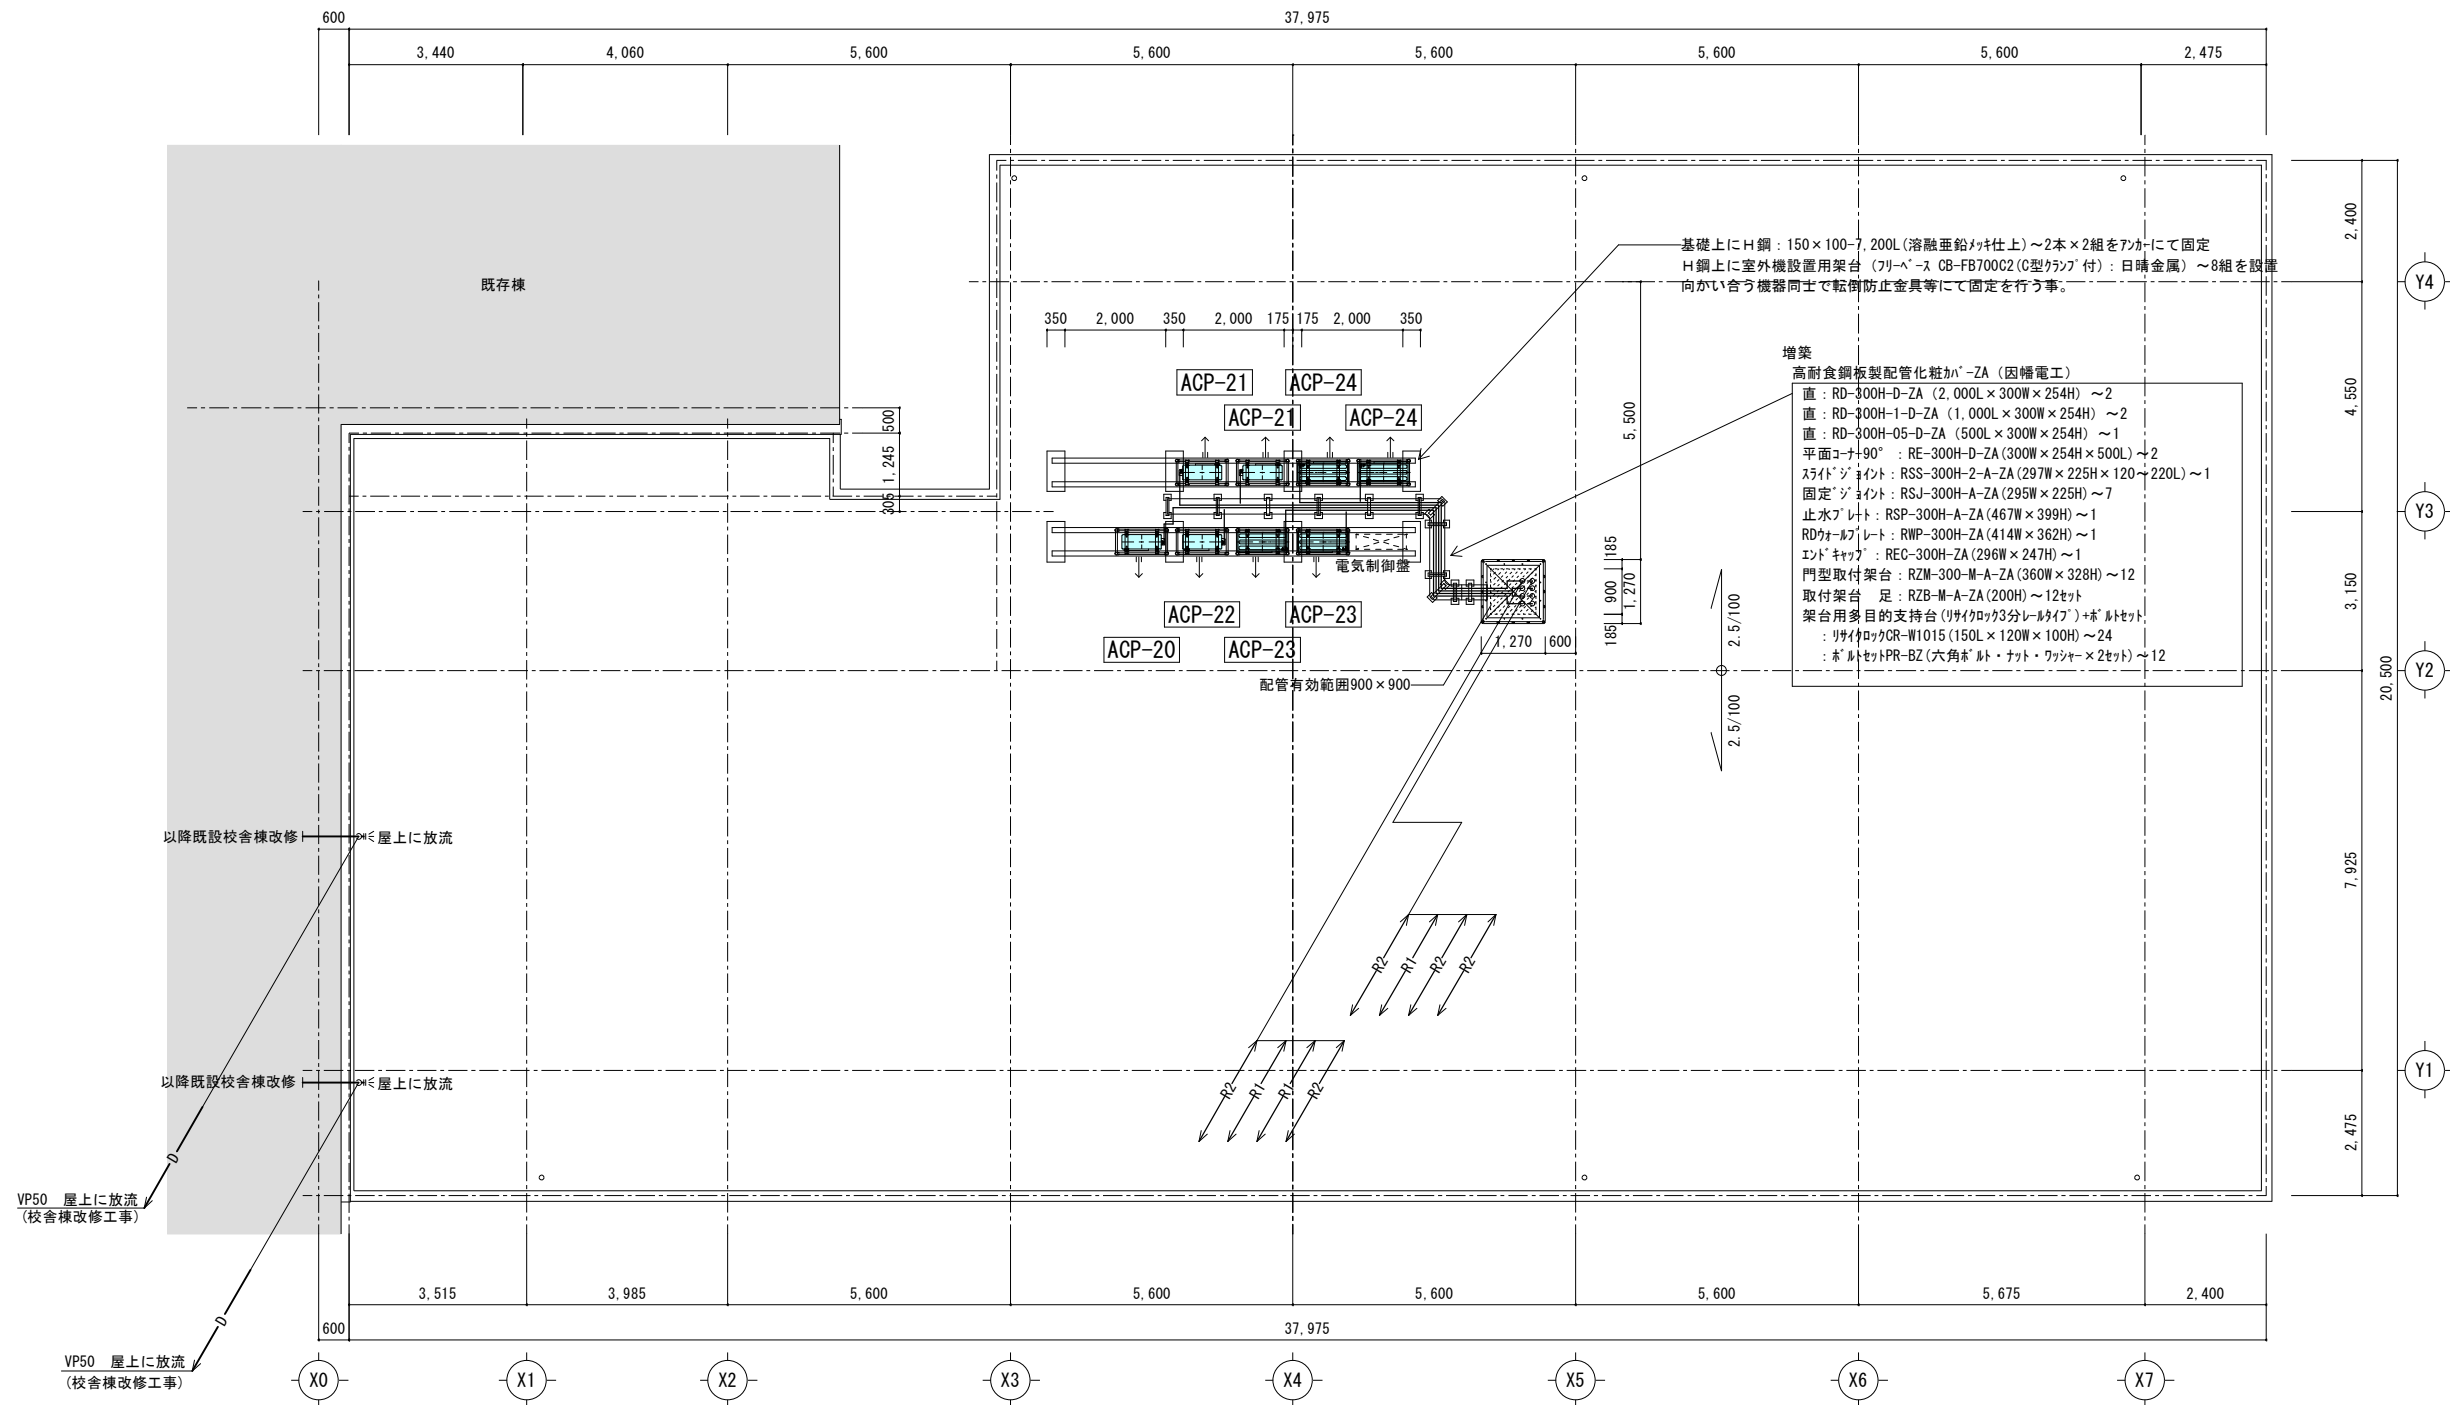 600
37,975
3,440
4,060
5,600
5,600
5,600
5,600
5,600
2,475
既存棟
基礎上にH鋼：150×100-7,200L(溶融亜鉛ﾒｯｷ仕上)～2本×2組をｱﾝｶｰにて固定
H鋼上に室外機設置用架台（ﾌﾘｰﾍﾞｰｽ CB-FB700C2(C型ｸﾗﾝﾌﾟ付)：日晴金属）～8組を設置
向かい合う機器同士で転倒防止金具等にて固定を行う事。
350
2,000
350
2,000
175
175
2,000
350
ACP-21
ACP-24
ACP-21
ACP-24
5,500
500
1,245
305
増築
高耐食鋼板製配管化粧ｶﾊﾞｰZA（因幡電工）
直：RD-300H-D-ZA（2,000L×300W×254H）～2
直：RD-300H-1-D-ZA（1,000L×300W×254H）～2
直：RD-300H-05-D-ZA（500L×300W×254H）～1
平面ｺｰﾅｰ90°：RE-300H-D-ZA(300W×254H×500L)～2
ｽﾗｲﾄﾞｼﾞｮｲﾝﾄ：RSS-300H-2-A-ZA(297W×225H×120～220L)～1
固定ｼﾞｮｲﾝﾄ：RSJ-300H-A-ZA(295W×225H)～7
止水ﾌﾟﾚｰﾄ：RSP-300H-A-ZA(467W×399H)～1
RDｳｫｰﾙﾌﾟﾚｰﾄ：RWP-300H-ZA(414W×362H)～1
ｴﾝﾄﾞｷｬｯﾌﾟ：REC-300H-ZA(296W×247H)～1
門型取付架台：RZM-300-M-A-ZA(360W×328H)～12
取付架台　足：RZB-M-A-ZA(200H)～12ｾｯﾄ
架台用多目的支持台(ﾘｻｲｸﾛｯｸ3分ﾚｰﾙﾀｲﾌﾟ)+ﾎﾞﾙﾄｾｯﾄ
：ﾘｻｲｸﾛｯｸCR-W1015(150L×120W×100H)～24
：ﾎﾞﾙﾄｾｯﾄPR-BZ(六角ﾎﾞﾙﾄ・ﾅｯﾄ・ﾜｯｼｬｰ×2ｾｯﾄ)～12
電気制御盤
185
900
185
1,270
1,270
600
ACP-22
ACP-23
ACP-20
ACP-23
配管有効範囲900×900
2.5/100
2.5/100
2,400
4,550
3,150
7,925
2,475
20,500
Y4
Y3
Y2
Y1
以降既設校舎棟改修
屋上に放流
以降既設校舎棟改修
屋上に放流
R2
R1
R2
R2
R2
R1
R1
R2
D
VP50　屋上に放流
(校舎棟改修工事)
D
VP50　屋上に放流
(校舎棟改修工事)
3,515
3,985
5,600
5,600
5,600
5,600
5,675
2,400
600
37,975
X0
X1
X2
X3
X4
X5
X6
X7